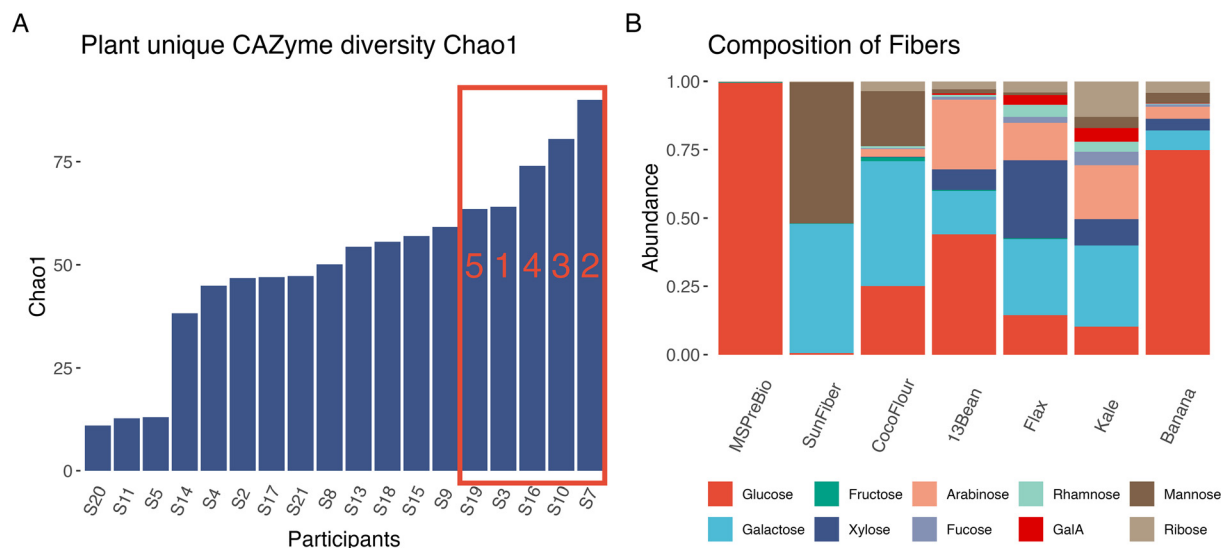 A
Plant unique CAZyme diversity Chao1
Chao1
75
50
25
0
5 1 4 3 2
S20 S11 S5 S14 S4 S2 S17 S21 S8 S13 S18 S15 S9 S19 S3 S16 S10 S7
Participants
B
Composition of Fibers
Abundance
1.00
0.75
0.50
0.25
0.00
MSPreBio SunFiber CocoFlour 13Bean Flax Kale Banana
Glucose Fructose Arabinose Rhamnose Mannose
Galactose Xylose Fucose GalA Ribose